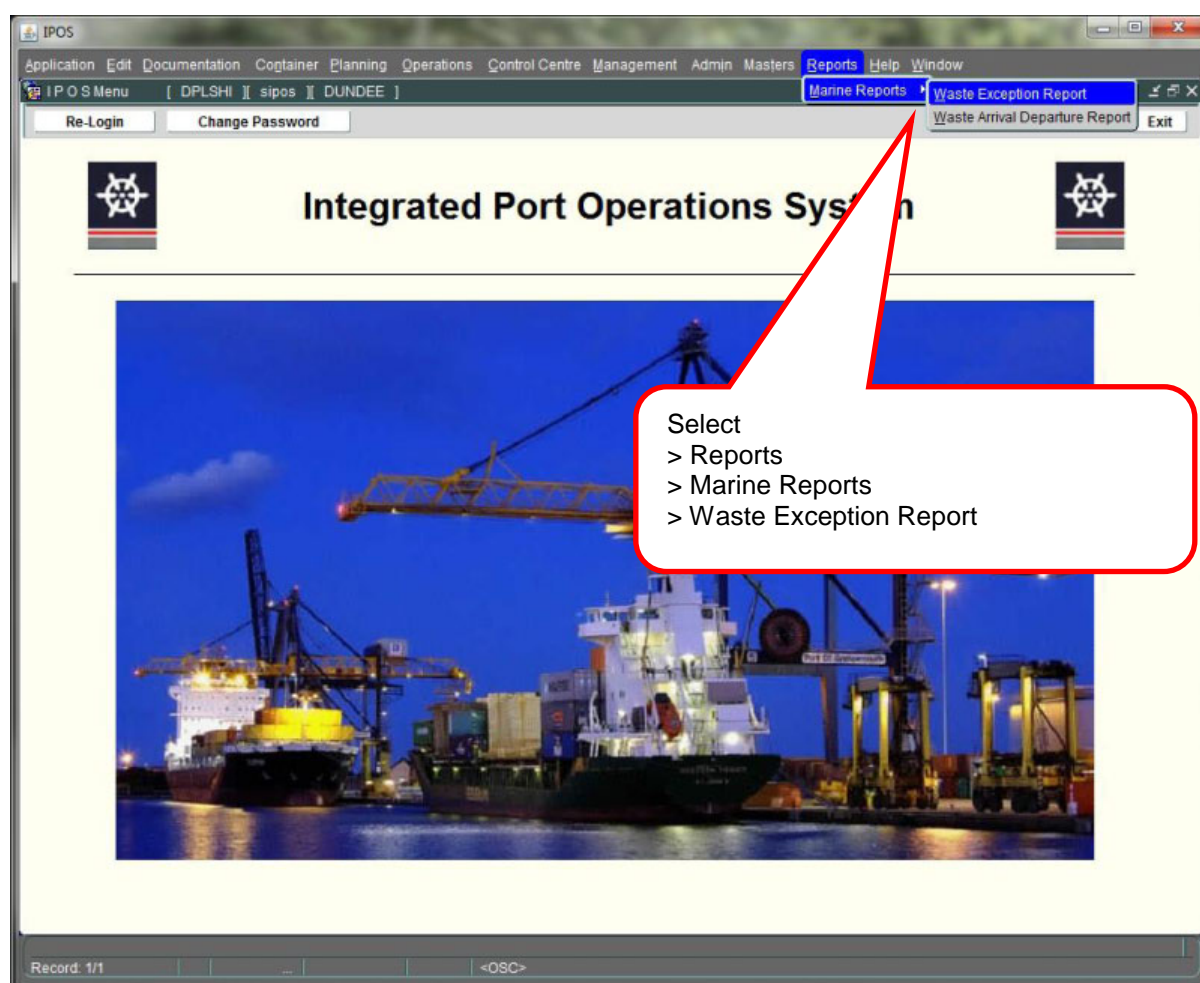 IPOS
Application Edit Documentation Container Planning Operations Control Centre Management Admin Masters Reports Help Window
I P O S Menu [ DPLSHI ][ sipos ][ DUNDEE ]
Marine Reports
Waste Exception Report
Waste Arrival Departure Report
Re-Login Change Password Exit
Integrated Port Operations System
Select
> Reports
> Marine Reports
> Waste Exception Report
Record: 1/1 ... <OSC>